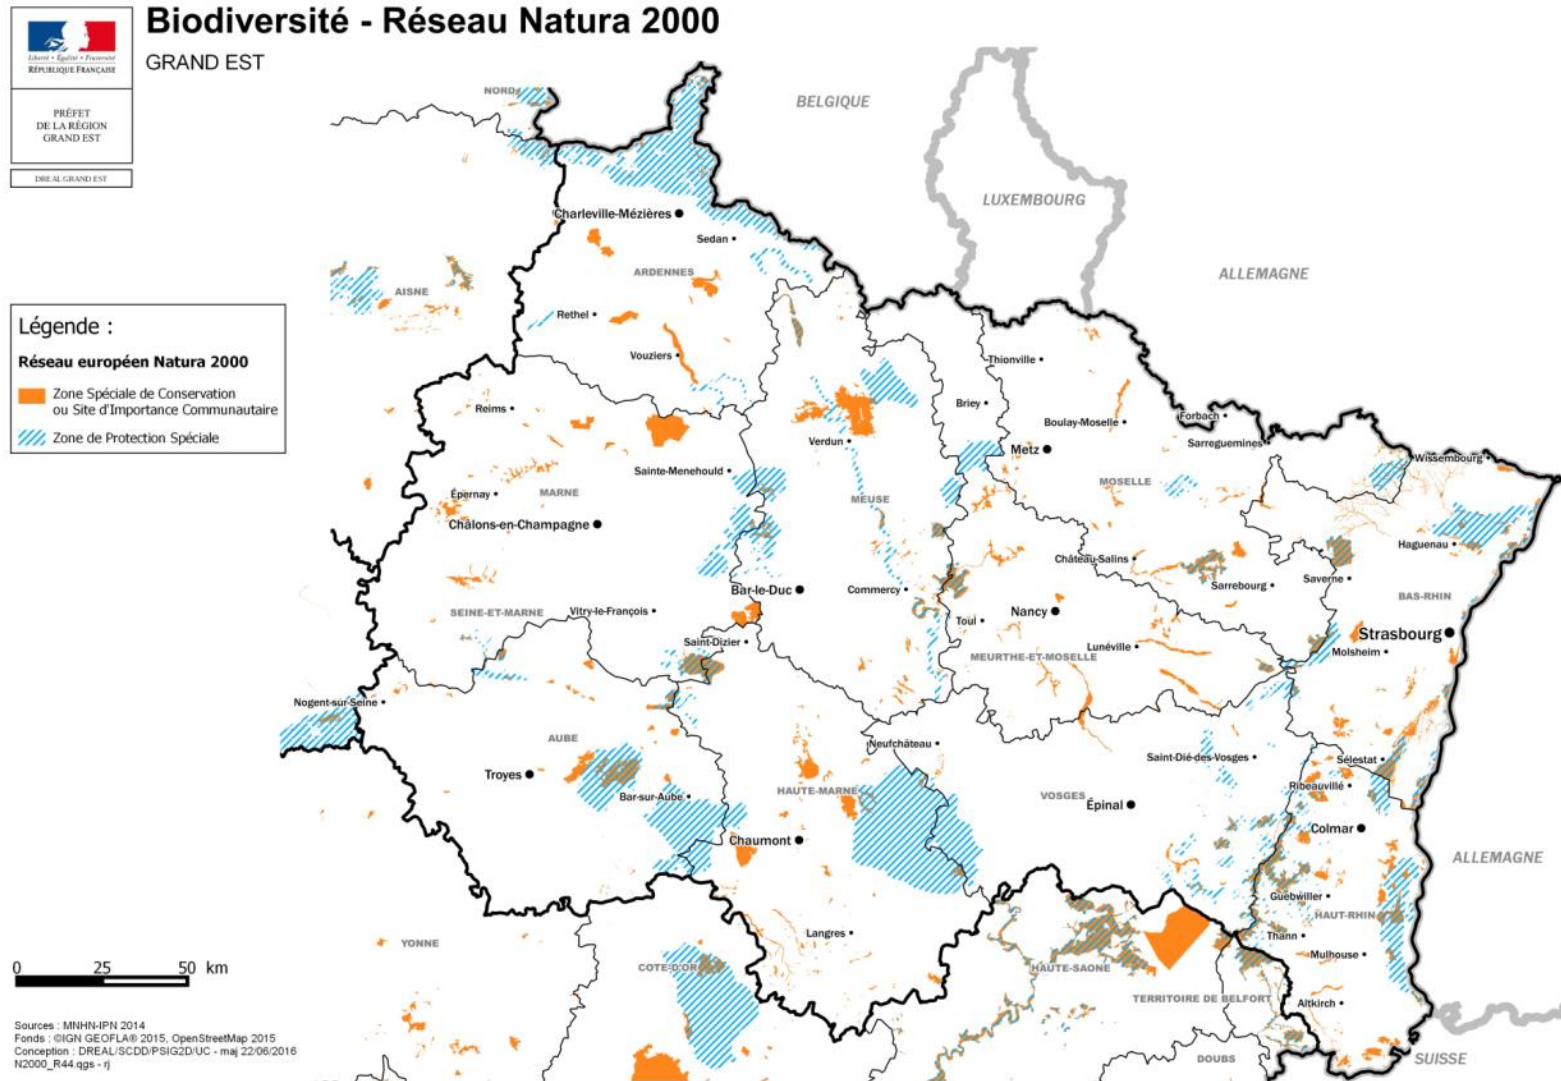 Biodiversité - Réseau Natura 2000
GRAND EST
Liberté • Égalité • Fraternité
RÉPUBLIQUE FRANÇAISE
PRÉFET
DE LA RÉGION
GRAND EST
DREAL GRAND EST
Légende :
Réseau européen Natura 2000
Zone Spéciale de Conservation
ou Site d'Importance Communautaire
Zone de Protection Spéciale
NORD
BELGIQUE
LUXEMBOURG
ALLEMAGNE
Charleville-Mézières
Sedan
ARDENNES
AISNE
Rethel
Vouziers
Thionville
Reims
Briey
Boulay-Moselle
Forbach
Verdun
Metz
Sarreguemines
Wissembourg
Sainte-Menehould
MOSELLE
Épernay
MARNE
MEUSE
Châlons-en-Champagne
Haguenau
Château-Salins
Bar-le-Duc
Commercy
Sarrebourg
Saverne
BAS-RHIN
SEINE-ET-MARNE
Vitry-le-François
Nancy
Toul
Strasbourg
Saint-Dizier
Lunéville
Molsheim
MEURTHE-ET-MOSELLE
Nogent-sur-Seine
AUBE
Neufchâteau
Saint-Dié-des-Vosges
Sélestat
Troyes
Bar-sur-Aube
HAUTE-MARNE
VOSGES
Épinal
Ribeauvillé
Chaumont
Colmar
ALLEMAGNE
Guebwiller
HAUT-RHIN
Langres
Thann
YONNE
Mulhouse
COTE-D'OR
HAUTE-SAONE
TERRITOIRE DE BELFORT
Altkirch
DOUBS
SUISSE
0 25 50 km
Sources : MNHN-IPN 2014
Fonds : ©IGN GEOFLA® 2015, OpenStreetMap 2015
Conception : DREAL/SCDD/PSIG2D/UC - maj 22/06/2016
N2000_R44.qgs - rj